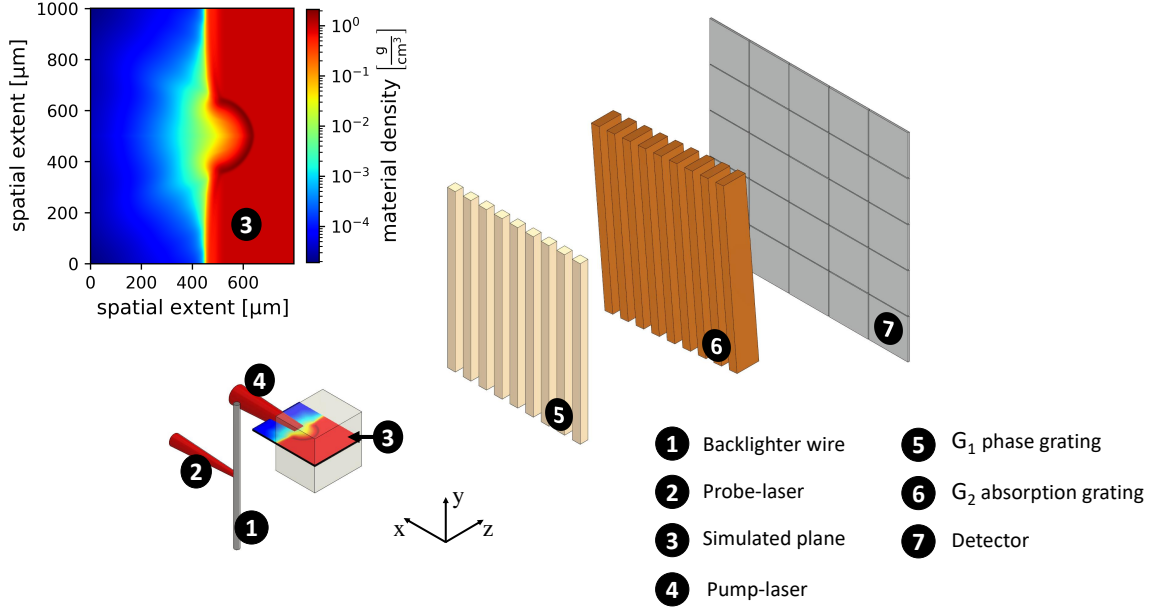 1000
800
600
400
200
0
spatial extent [µm]
0 200 400 600
spatial extent [µm]
3
10⁰
10⁻¹
10⁻²
10⁻³
10⁻⁴
material density [g/cm³]
4
2
3
1
5
6
7
x y z
1 Backlighter wire
2 Probe-laser
3 Simulated plane
4 Pump-laser
5 G₁ phase grating
6 G₂ absorption grating
7 Detector